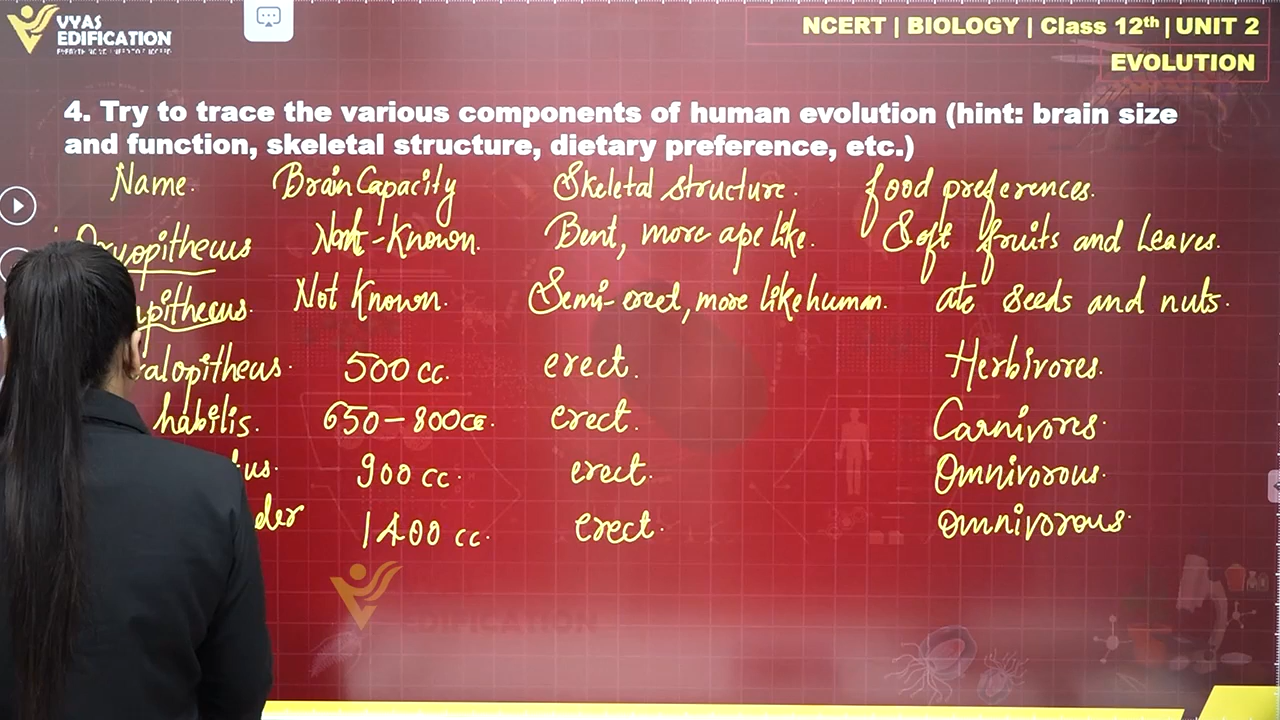 VYAS
EDIFICATION
NCERT | BIOLOGY | Class 12th | UNIT 2
EVOLUTION
4. Try to trace the various components of human evolution (hint: brain size
and function, skeletal structure, dietary preference, etc.)
Name. Brain Capacity Skeletal structure. food preferences.
Not-Known. Bent, more ape like. Soft fruits and Leaves.
Not Known. Semi-erect, more like human. ate seeds and nuts.
500 cc. erect. Herbivores.
habilis. 650-800cc. erect. Carnivores.
900 cc. erect. Omnivorous.
1400 cc. erect. omnivorous.
EDIFICATION